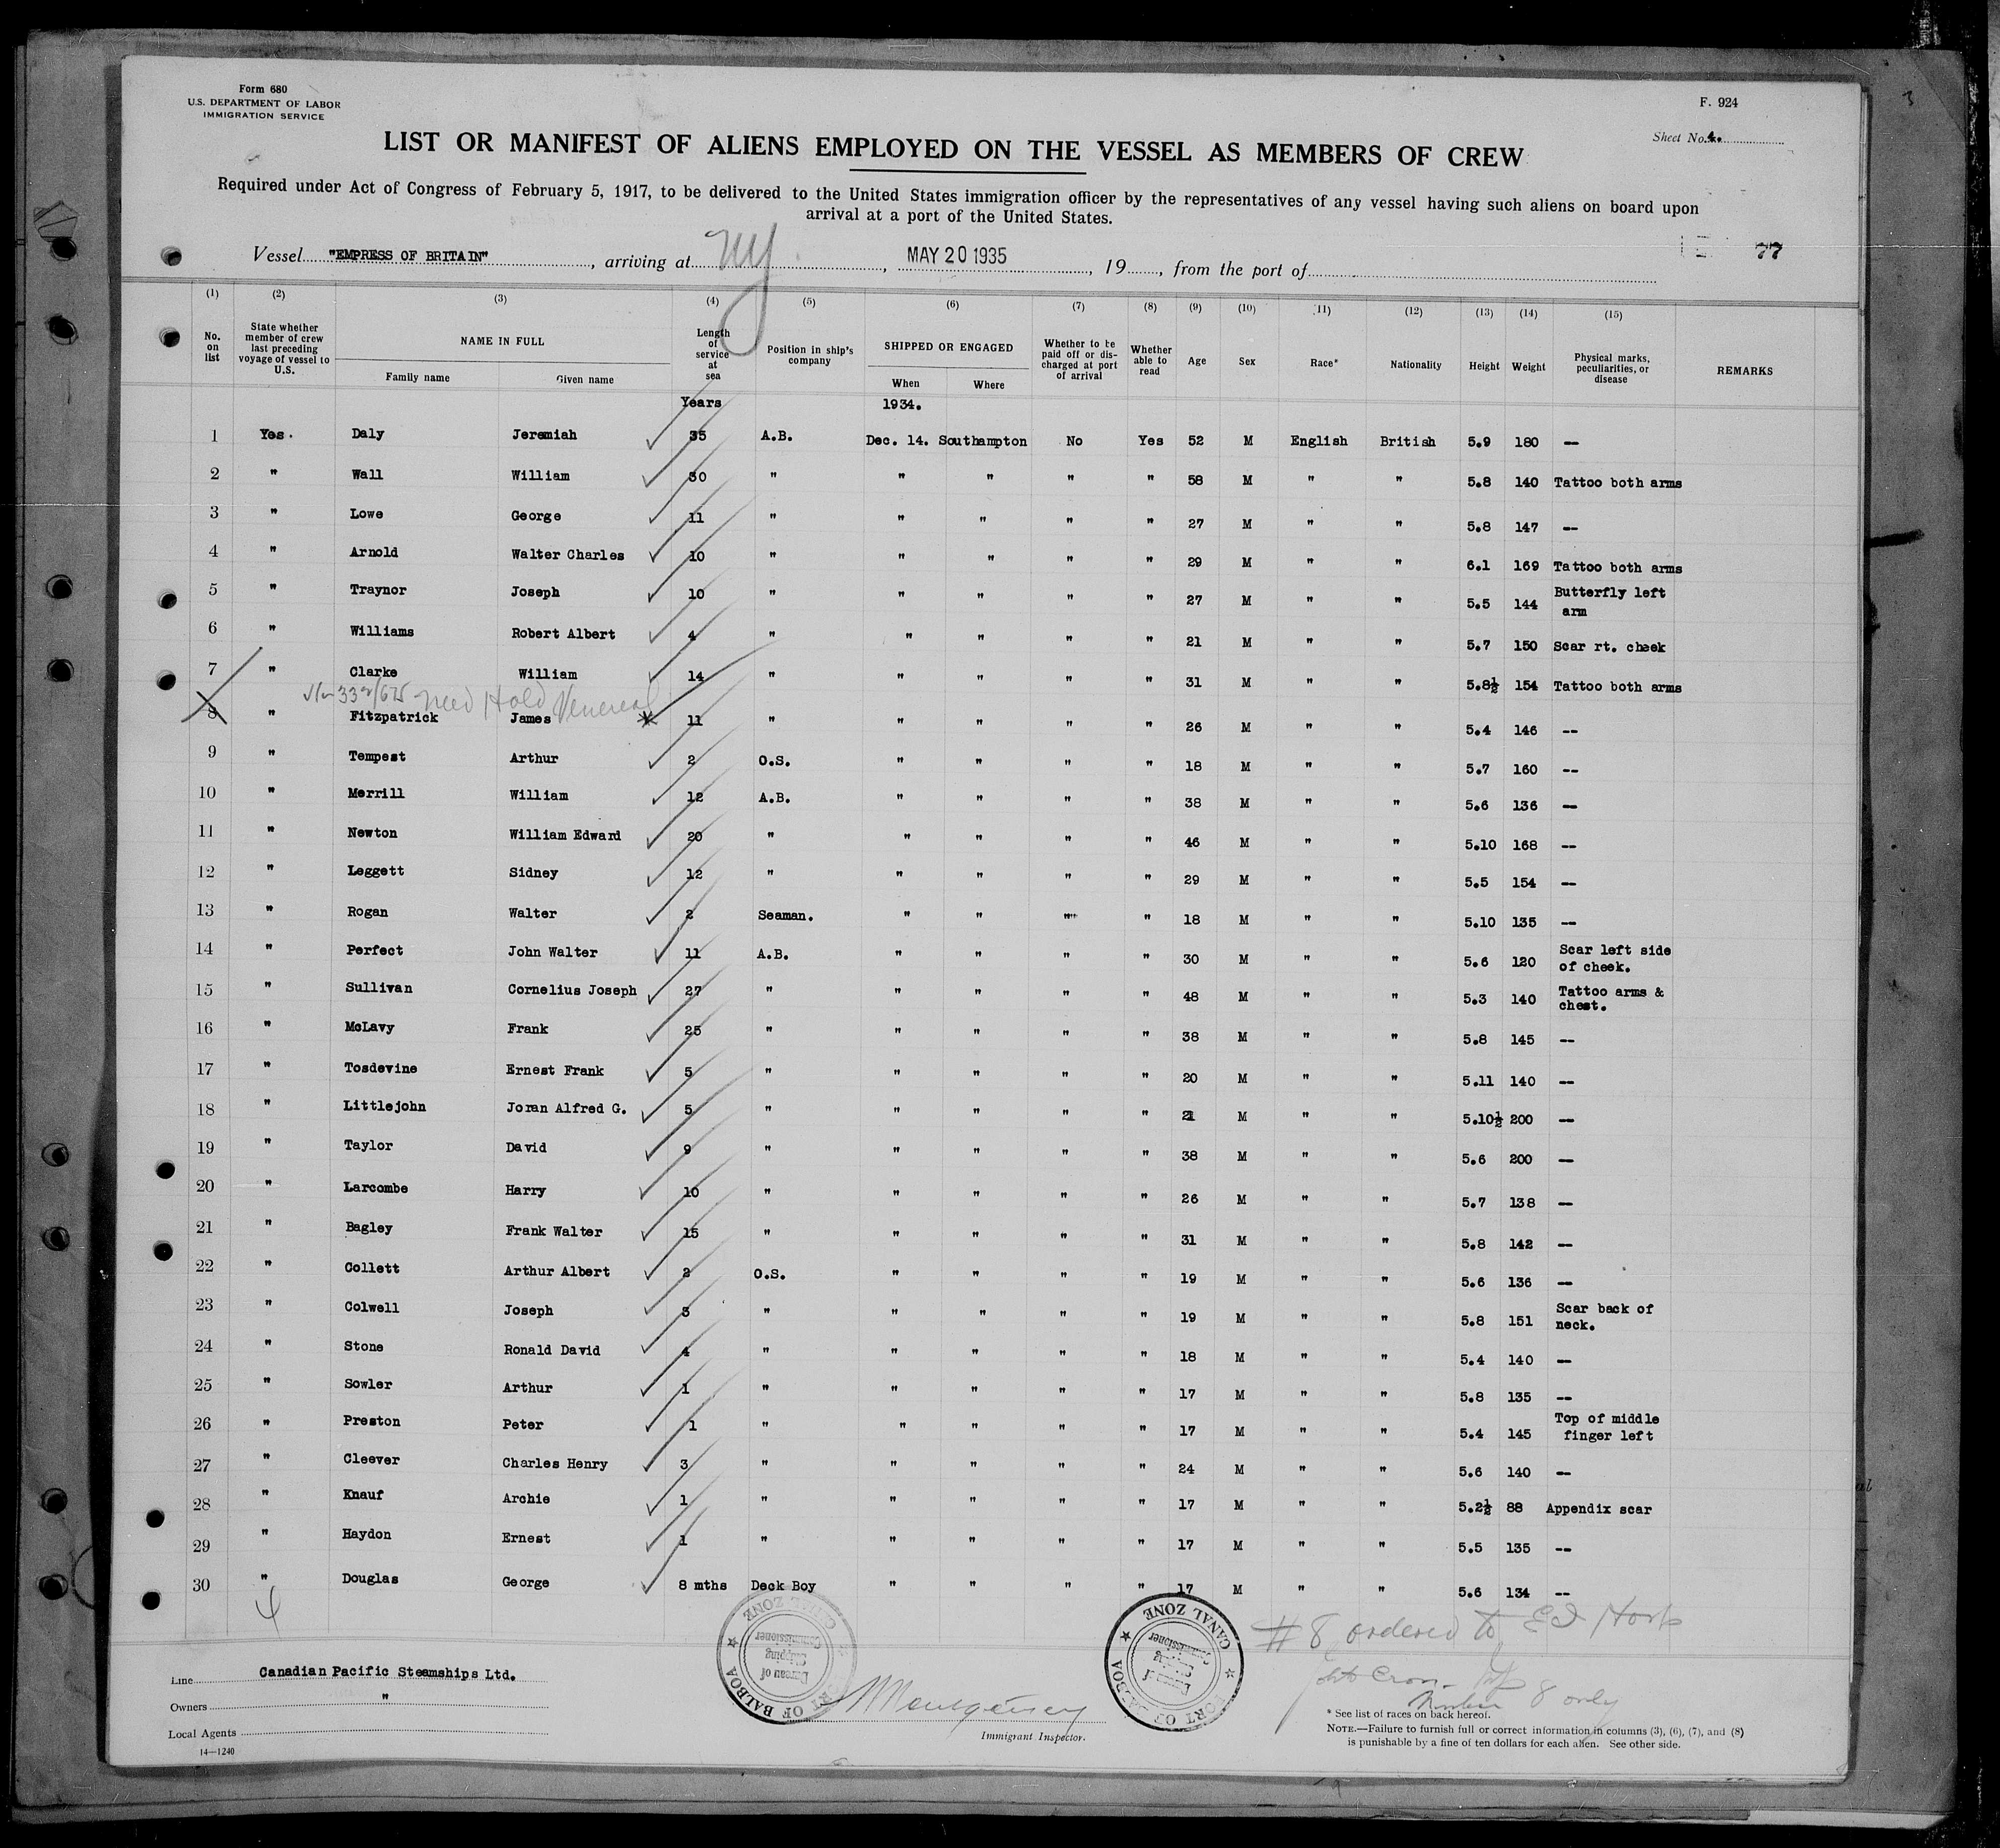 Form 680
U.S. DEPARTMENT OF LABOR
IMMIGRATION SERVICE
F. 924
Sheet No. 4.
LIST OR MANIFEST OF ALIENS EMPLOYED ON THE VESSEL AS MEMBERS OF CREW
Required under Act of Congress of February 5, 1917, to be delivered to the United States immigration officer by the representatives of any vessel having such aliens on board upon
arrival at a port of the United States.
Vessel "EMPRESS OF BRITAIN", arriving at NY, MAY 20 1935, 19, from the port of
77
(1) (2) (3) (4) (5) (6) (7) (8) (9) (10) (11) (12) (13) (14) (15)
No. on list State whether member of crew last preceding voyage of vessel to U.S. NAME IN FULL Family name Given name Length of service at sea Position in ship's company SHIPPED OR ENGAGED When Where Whether to be paid off or discharged at port of arrival Whether able to read Age Sex Race* Nationality Height Weight Physical marks, peculiarities, or disease REMARKS
Years 1934.
1 Yes. Daly Jeremiah 35 A.B. Dec. 14. Southampton No Yes 52 M English British 5.9 180 --
2 " Wall William 30 " " " " " 58 M " " 5.8 140 Tattoo both arms
3 " Lowe George 11 " " " " " 27 M " " 5.8 147 --
4 " Arnold Walter Charles 10 " " " " " 29 M " " 6.1 169 Tattoo both arms
5 " Traynor Joseph 10 " " " " " 27 M " " 5.5 144 Butterfly left arm
6 " Williams Robert Albert 4 " " " " " 21 M " " 5.7 150 Scar rt. cheek
7 " Clarke William 14 " " " " " 31 M " " 5.8½ 154 Tattoo both arms
need Hold Venereal
8 " Fitzpatrick James 11 " " " " " 26 M " " 5.4 146 --
9 " Tempest Arthur 2 O.S. " " " " 18 M " " 5.7 160 --
10 " Merrill William 12 A.B. " " " " 38 M " " 5.6 136 --
11 " Newton William Edward 20 " " " " " 46 M " " 5.10 168 --
12 " Leggett Sidney 12 " " " " " 29 M " " 5.5 154 --
13 " Rogan Walter 2 Seaman. " " " " 18 M " " 5.10 135 --
14 " Perfect John Walter 11 A.B. " " " " 30 M " " 5.6 120 Scar left side of cheek.
15 " Sullivan Cornelius Joseph 27 " " " " " 48 M " " 5.3 140 Tattoo arms & chest.
16 " McLavy Frank 25 " " " " " 38 M " " 5.8 145 --
17 " Tosdevine Ernest Frank 5 " " " " " 20 M " " 5.11 140 --
18 " Littlejohn Joran Alfred G. 5 " " " " " 21 M " " 5.10½ 200 --
19 " Taylor David 9 " " " " " 38 M " " 5.6 200 --
20 " Larcombe Harry 10 " " " " " 26 M " " 5.7 138 --
21 " Bagley Frank Walter 15 " " " " " 31 M " " 5.8 142 --
22 " Collett Arthur Albert 2 O.S. " " " " 19 M " " 5.6 136 --
23 " Colwell Joseph 3 " " " " " 19 M " " 5.8 151 Scar back of neck.
24 " Stone Ronald David 4 " " " " " 18 M " " 5.4 140 --
25 " Sowler Arthur 1 " " " " " 17 M " " 5.8 135 --
26 " Preston Peter 1 " " " " " 17 M " " 5.4 145 Top of middle finger left
27 " Cleever Charles Henry 3 " " " " " 24 M " " 5.6 140 --
28 " Knauf Archie 1 " " " " " 17 M " " 5.2½ 88 Appendix scar
29 " Haydon Ernest 1 " " " " " 17 M " " 5.5 135 --
30 " Douglas George 8 mths Deck Boy " " " " 17 M " " 5.6 134 --
# 8 ordered to EI Hosp
Number 8 only
PORT OF BALBOA CANAL ZONE
Bureau of Shipping Commissioner
PORT OF BALBOA CANAL ZONE
Line Canadian Pacific Steamships Ltd.
Owners "
Local Agents
14—1240
Montgomery
Immigrant Inspector.
* See list of races on back hereof.
NOTE.—Failure to furnish full or correct information in columns (3), (6), (7), and (8)
is punishable by a fine of ten dollars for each alien. See other side.